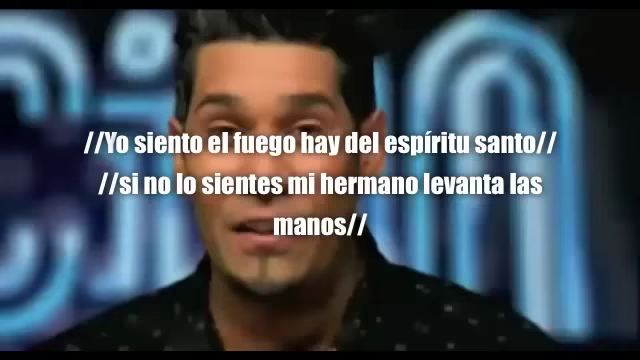 //Yo siento el fuego hay del espíritu santo//
//si no lo sientes mi hermano levanta las
manos//